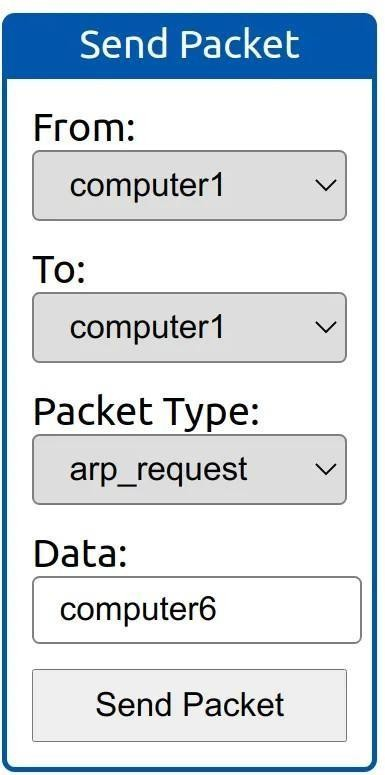 Send Packet
From:
computer1
To:
computer1
Packet Type:
arp_request
Data:
computer6
Send Packet